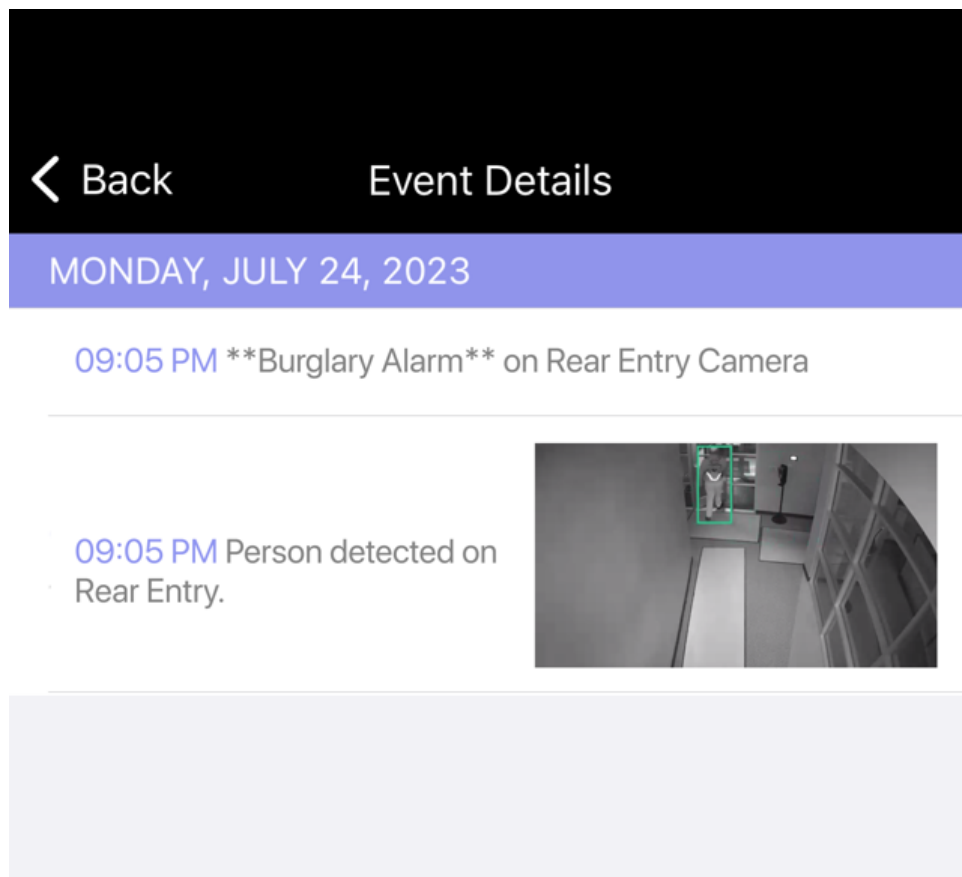 Back
Event Details
MONDAY, JULY 24, 2023
09:05 PM **Burglary Alarm** on Rear Entry Camera
09:05 PM Person detected on
Rear Entry.